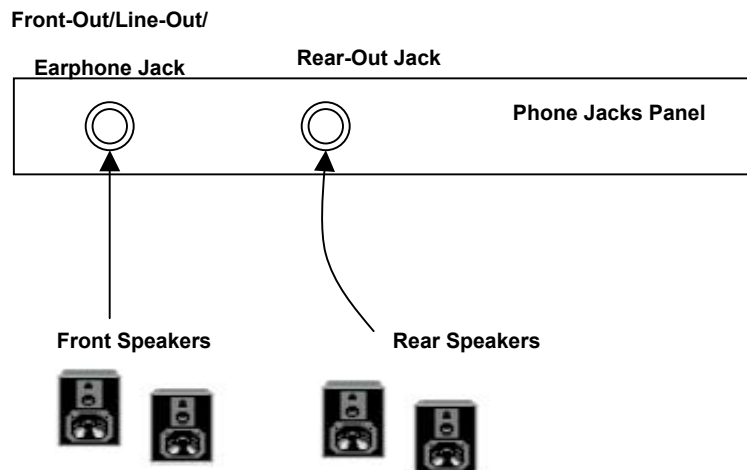 Front-Out/Line-Out/
Earphone Jack
Rear-Out Jack
Phone Jacks Panel
Front Speakers
Rear Speakers